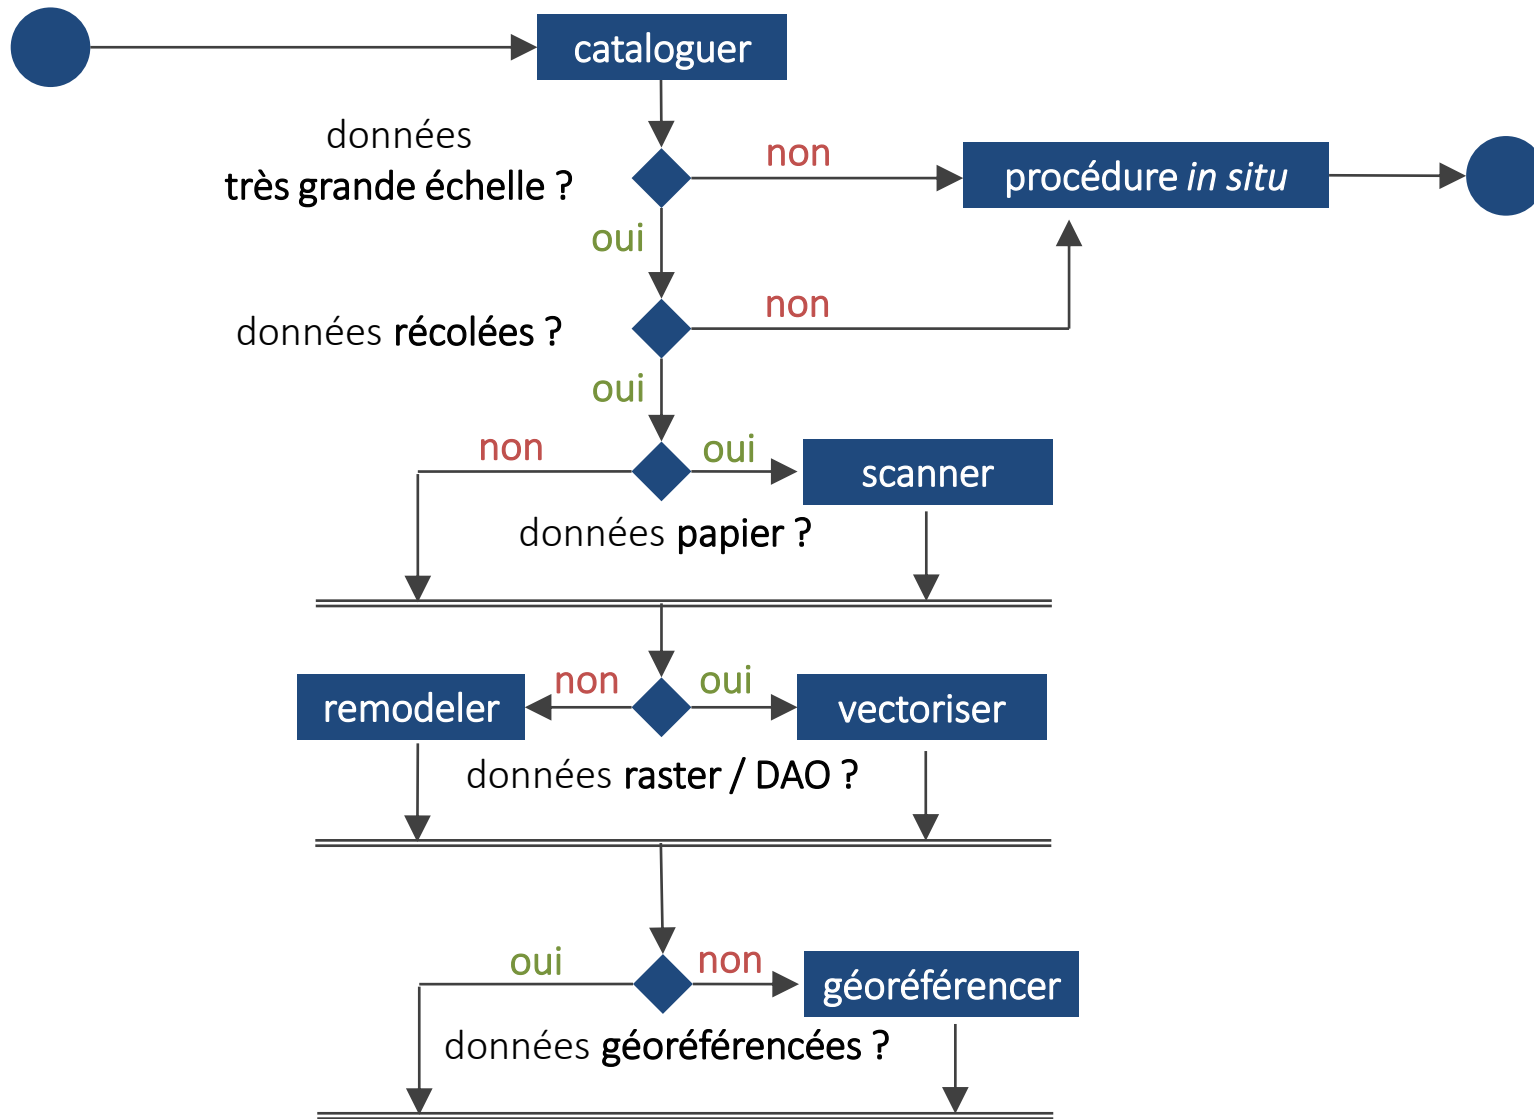 cataloguer
données
très grande échelle ?
non
procédure in situ
oui
non
données récolées ?
oui
non
oui
scanner
données papier ?
remodeler
non
oui
vectoriser
données raster / DAO ?
oui
non
géoréférencer
données géoréférencées ?